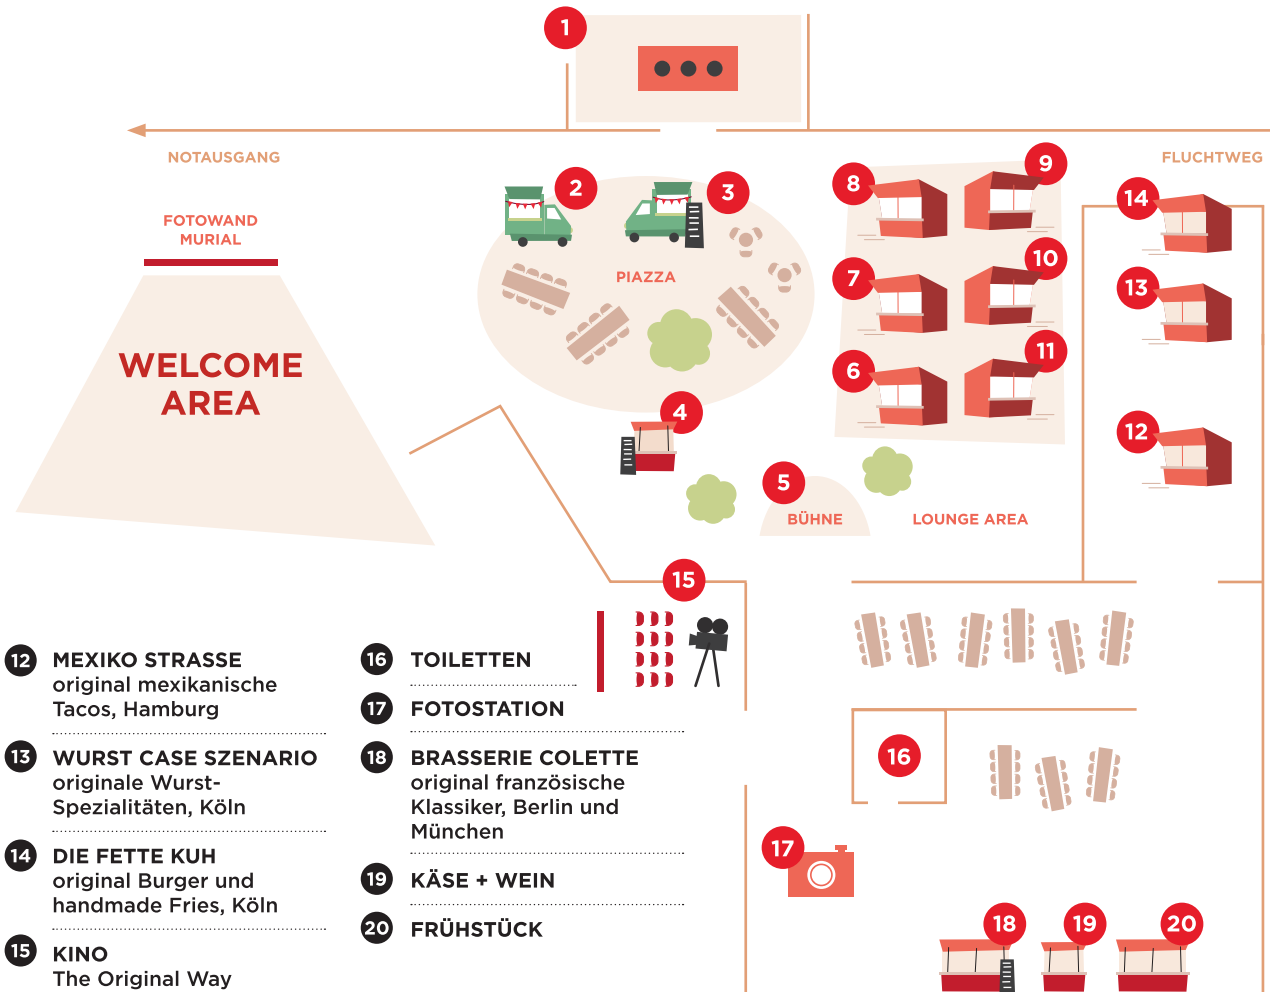 1
NOTAUSGANG
FLUCHTWEG
FOTOWAND
MURIAL
WELCOME
AREA
2
3
PIAZZA
4
8
9
7
10
6
11
14
13
12
5
BÜHNE
LOUNGE AREA
15
16
17
18
19
20
12 MEXIKO STRASSE
original mexikanische
Tacos, Hamburg
13 WURST CASE SZENARIO
originale Wurst-
Spezialitäten, Köln
14 DIE FETTE KUH
original Burger und
handmade Fries, Köln
15 KINO
The Original Way
16 TOILETTEN
17 FOTOSTATION
18 BRASSERIE COLETTE
original französische
Klassiker, Berlin und
München
19 KÄSE + WEIN
20 FRÜHSTÜCK